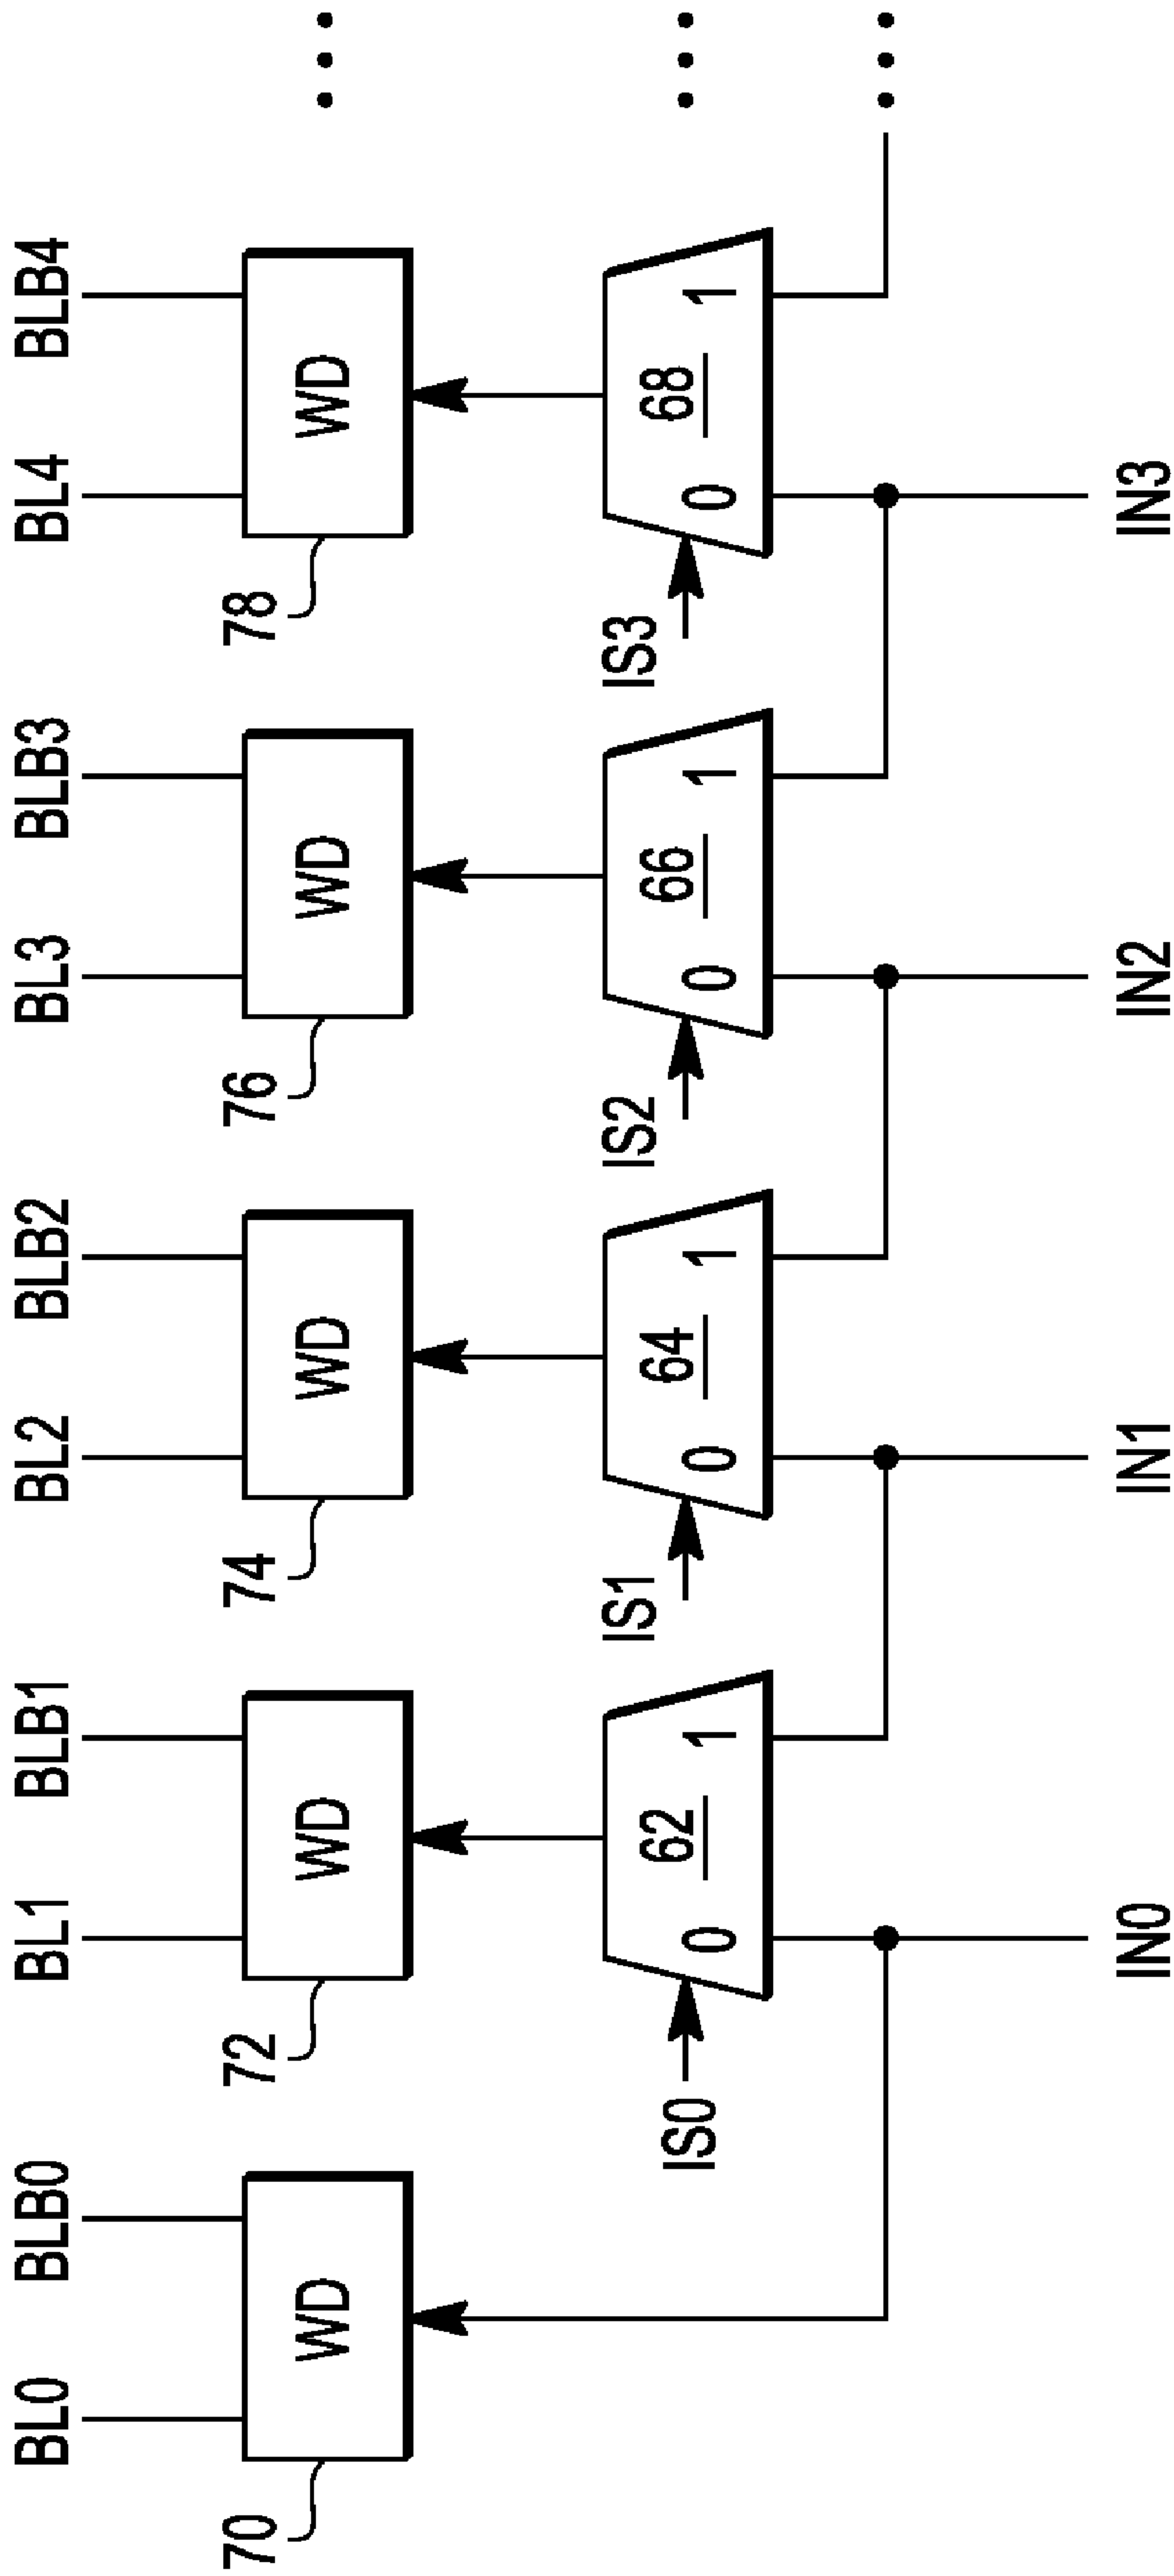 BL0 BLB0 BL1 BLB1 BL2 BLB2 BL3 BLB3 BL4 BLB4
70 WD 72 WD 74 WD 76 WD 78 WD
IS0 IS1 IS2 IS3
62 64 66 68
0 1 0 1 0 1 0 1
IN0 IN1 IN2 IN3